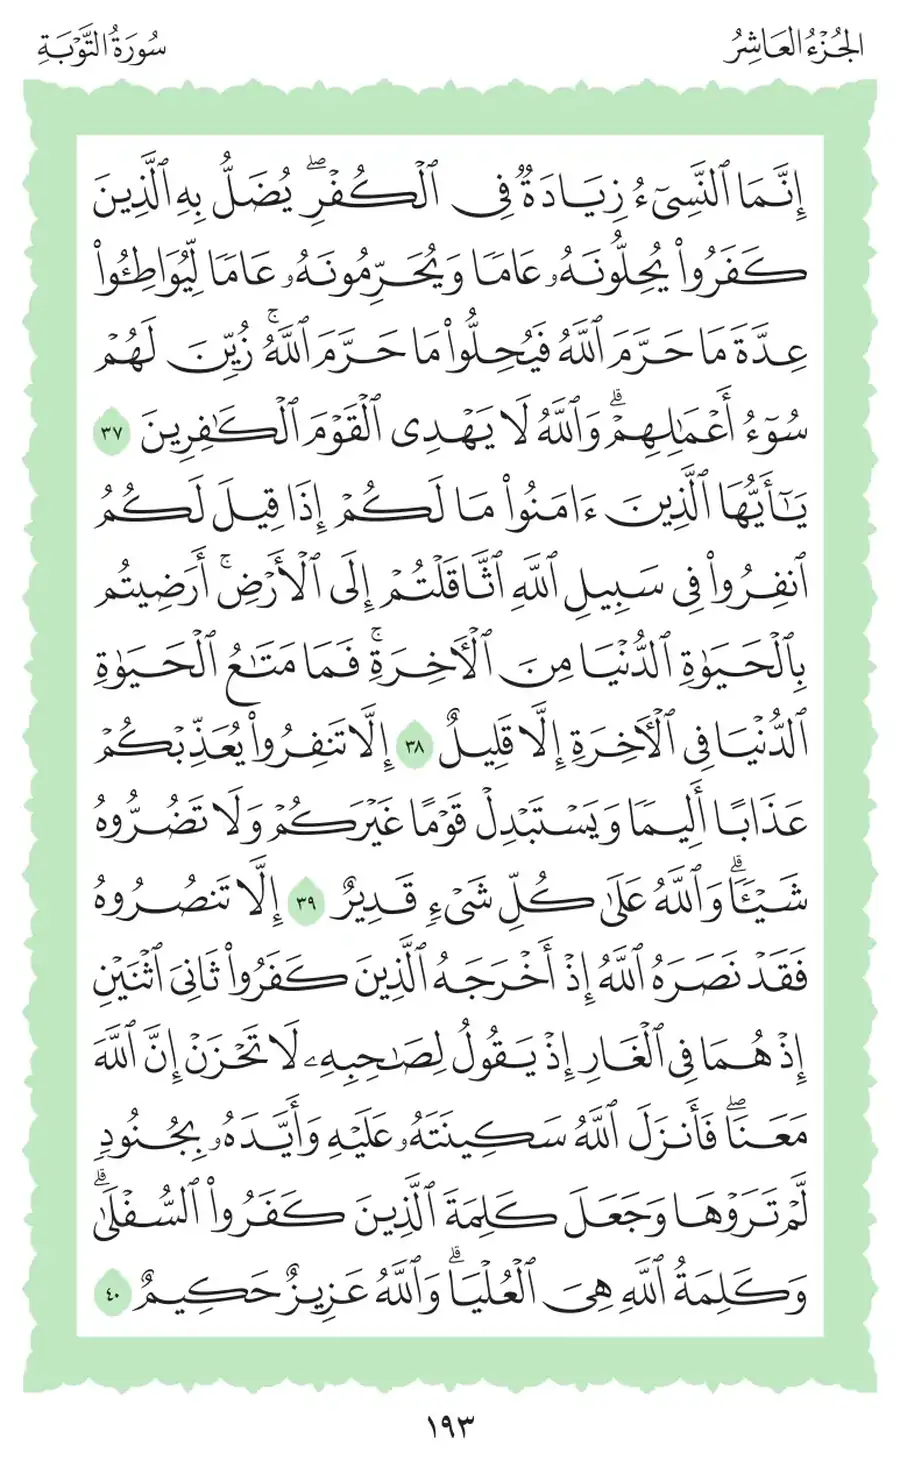 الجُزْءُ العَاشِرُ
سُورَةُ التَّوْبَةِ
إِنَّمَا ٱلنَّسِىٓءُ زِيَادَةٌ فِى ٱلْكُفْرِ ۖ يُضَلُّ بِهِ ٱلَّذِينَ
كَفَرُوا۟ يُحِلُّونَهُۥ عَامًا وَيُحَرِّمُونَهُۥ عَامًا لِّيُوَاطِـُٔوا۟
عِدَّةَ مَا حَرَّمَ ٱللَّهُ فَيُحِلُّوا۟ مَا حَرَّمَ ٱللَّهُ ۚ زُيِّنَ لَهُمْ
سُوٓءُ أَعْمَـٰلِهِمْ ۗ وَٱللَّهُ لَا يَهْدِى ٱلْقَوْمَ ٱلْكَـٰفِرِينَ ٣٧
يَـٰٓأَيُّهَا ٱلَّذِينَ ءَامَنُوا۟ مَا لَكُمْ إِذَا قِيلَ لَكُمُ
ٱنفِرُوا۟ فِى سَبِيلِ ٱللَّهِ ٱثَّاقَلْتُمْ إِلَى ٱلْأَرْضِ ۚ أَرَضِيتُم
بِٱلْحَيَوٰةِ ٱلدُّنْيَا مِنَ ٱلْـَٔاخِرَةِ ۚ فَمَا مَتَـٰعُ ٱلْحَيَوٰةِ
ٱلدُّنْيَا فِى ٱلْـَٔاخِرَةِ إِلَّا قَلِيلٌ ٣٨ إِلَّا تَنفِرُوا۟ يُعَذِّبْكُمْ
عَذَابًا أَلِيمًا وَيَسْتَبْدِلْ قَوْمًا غَيْرَكُمْ وَلَا تَضُرُّوهُ
شَيْـًٔا ۗ وَٱللَّهُ عَلَىٰ كُلِّ شَىْءٍ قَدِيرٌ ٣٩ إِلَّا تَنصُرُوهُ
فَقَدْ نَصَرَهُ ٱللَّهُ إِذْ أَخْرَجَهُ ٱلَّذِينَ كَفَرُوا۟ ثَانِىَ ٱثْنَيْنِ
إِذْ هُمَا فِى ٱلْغَارِ إِذْ يَقُولُ لِصَـٰحِبِهِۦ لَا تَحْزَنْ إِنَّ ٱللَّهَ
مَعَنَا ۖ فَأَنزَلَ ٱللَّهُ سَكِينَتَهُۥ عَلَيْهِ وَأَيَّدَهُۥ بِجُنُودٍ
لَّمْ تَرَوْهَا وَجَعَلَ كَلِمَةَ ٱلَّذِينَ كَفَرُوا۟ ٱلسُّفْلَىٰ ۗ
وَكَلِمَةُ ٱللَّهِ هِىَ ٱلْعُلْيَا ۗ وَٱللَّهُ عَزِيزٌ حَكِيمٌ ٤٠
١٩٣